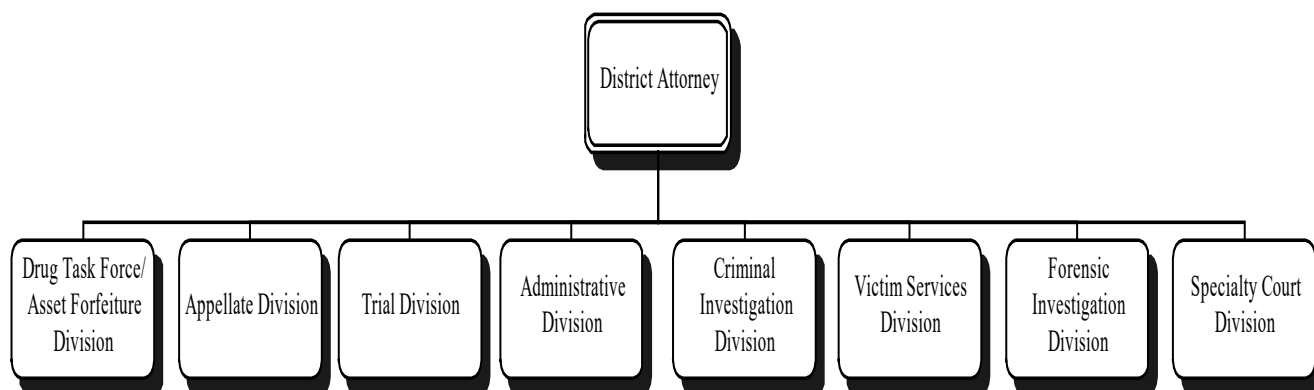 District Attorney
Drug Task Force/
Asset Forfeiture
Division
Appellate Division
Trial Division
Administrative
Division
Criminal
Investigation
Division
Victim Services
Division
Forensic
Investigation
Division
Specialty Court
Division